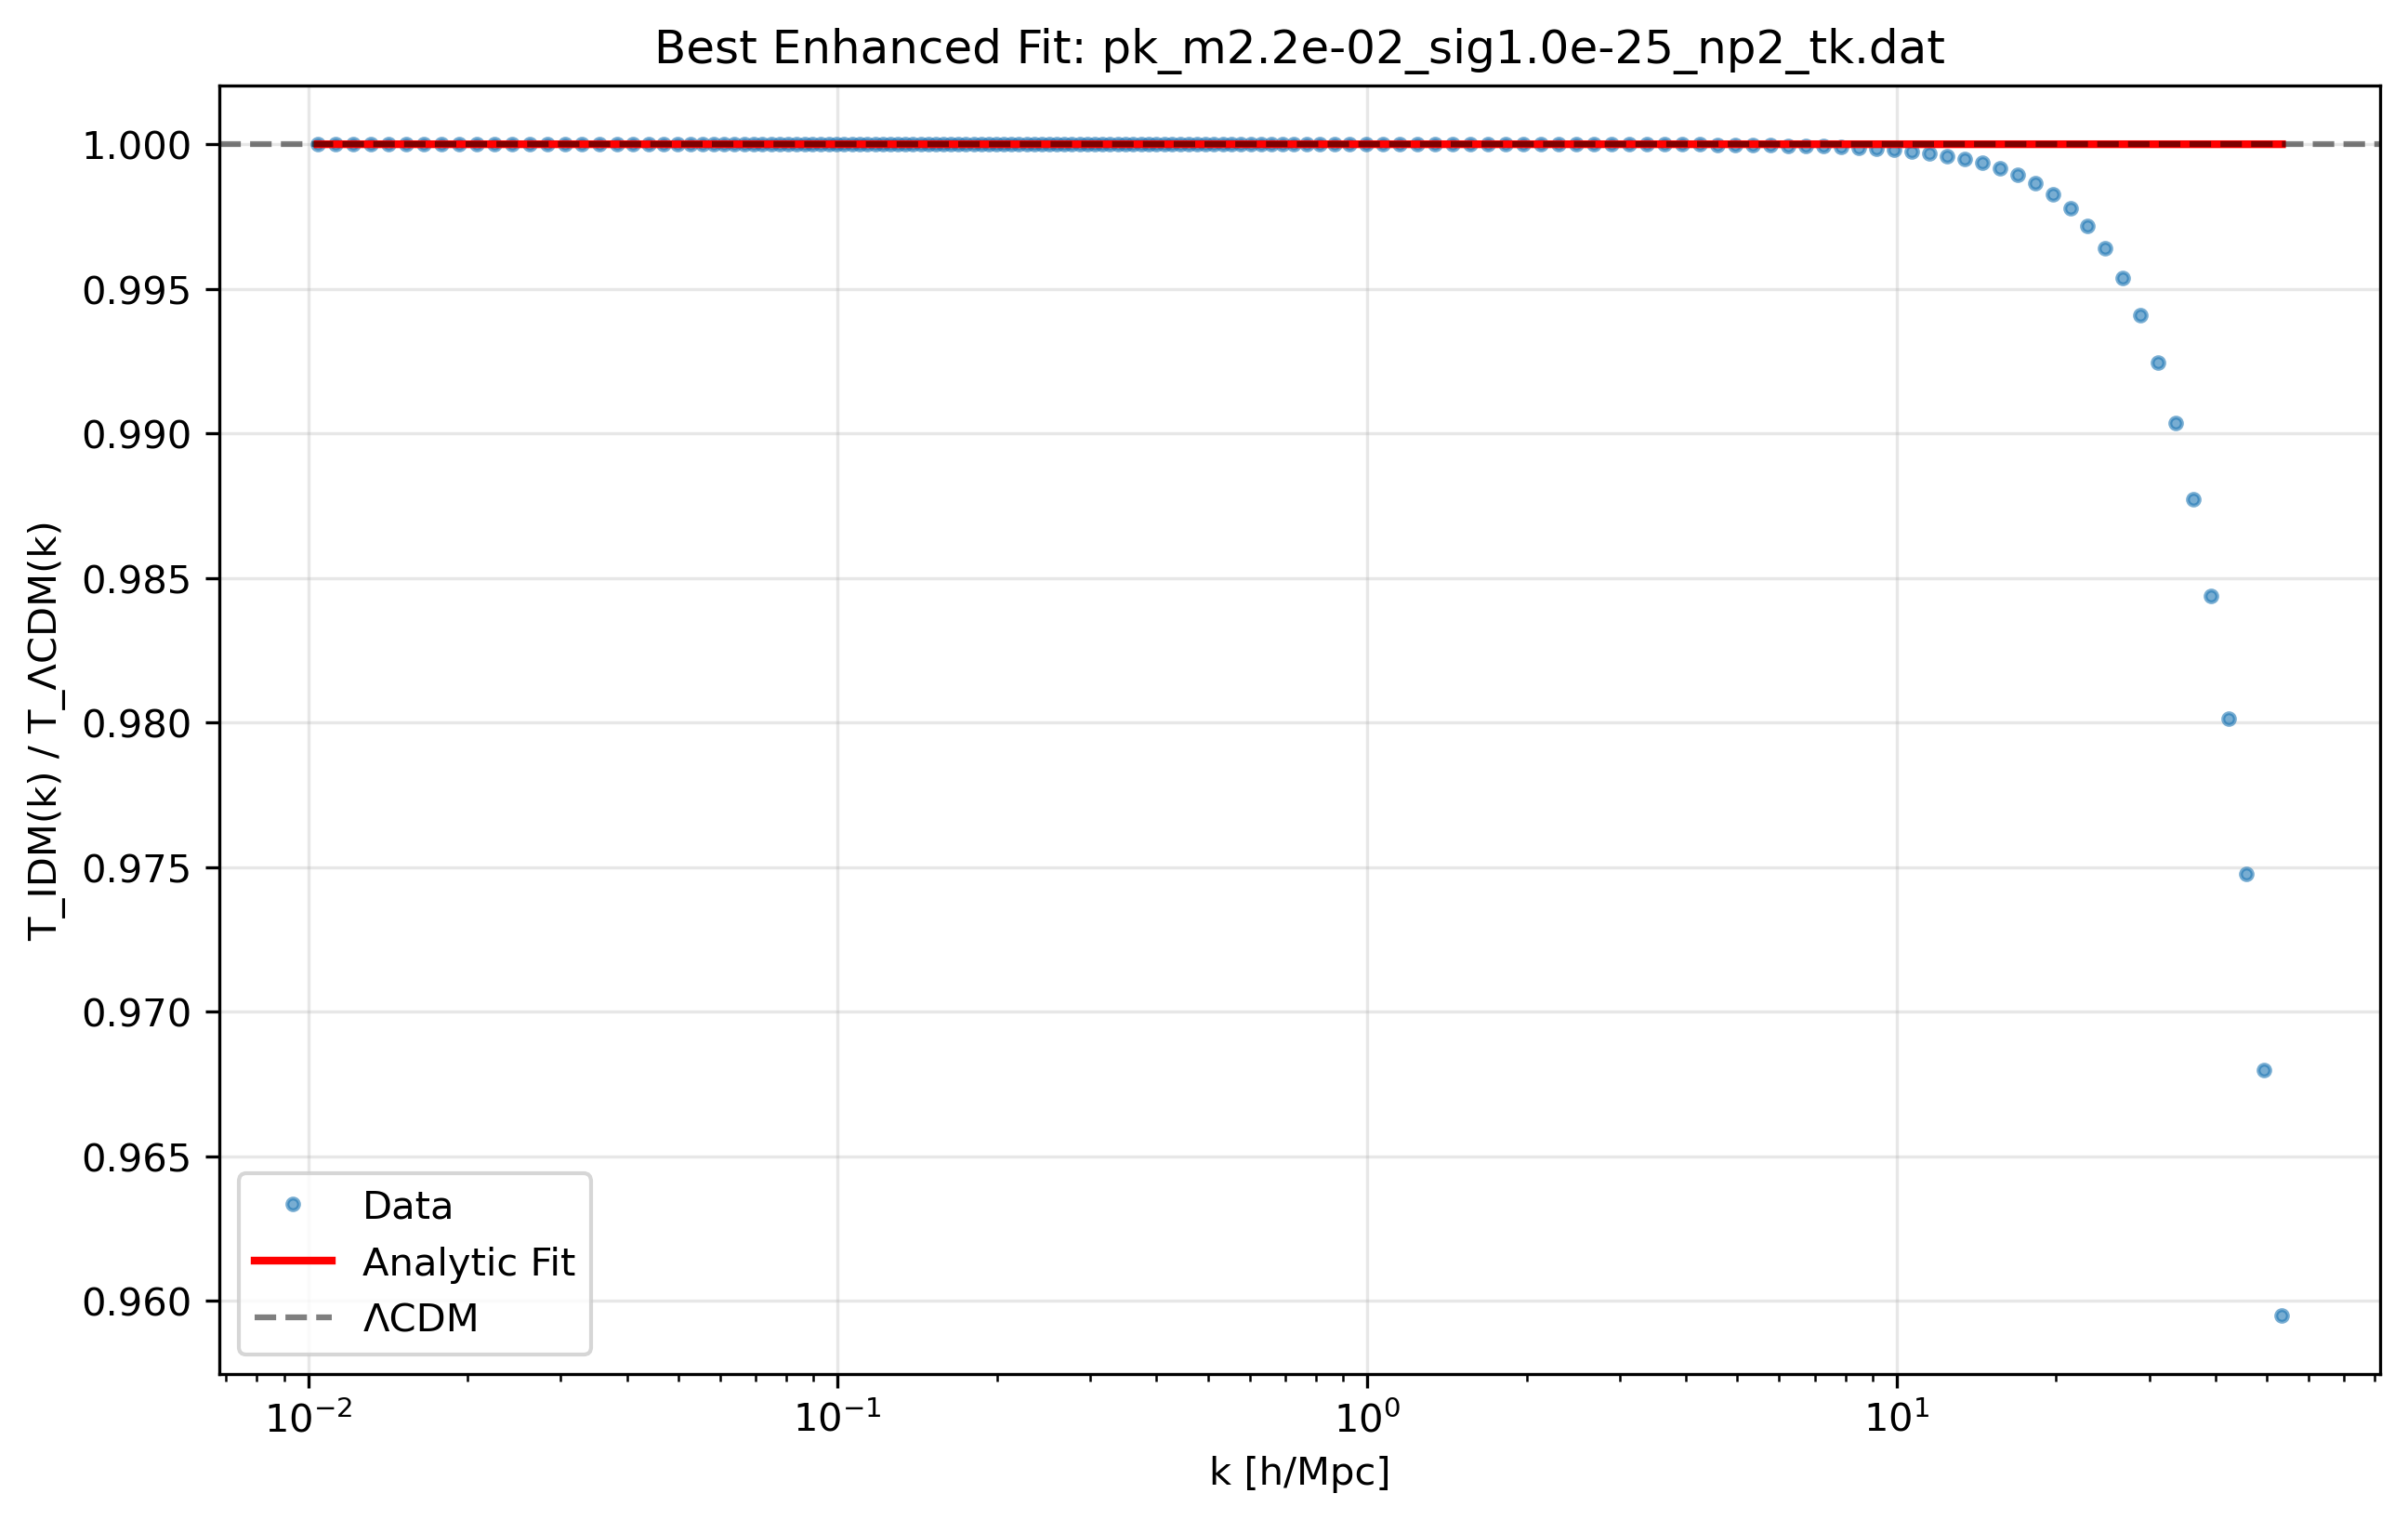 Best Enhanced Fit: pk_m2.2e-02_sig1.0e-25_np2_tk.dat
T_IDM(k) / T_ΛCDM(k)
1.000
0.995
0.990
0.985
0.980
0.975
0.970
0.965
0.960
Data
Analytic Fit
ΛCDM
10⁻² 10⁻¹ 10⁰ 10¹
k [h/Mpc]